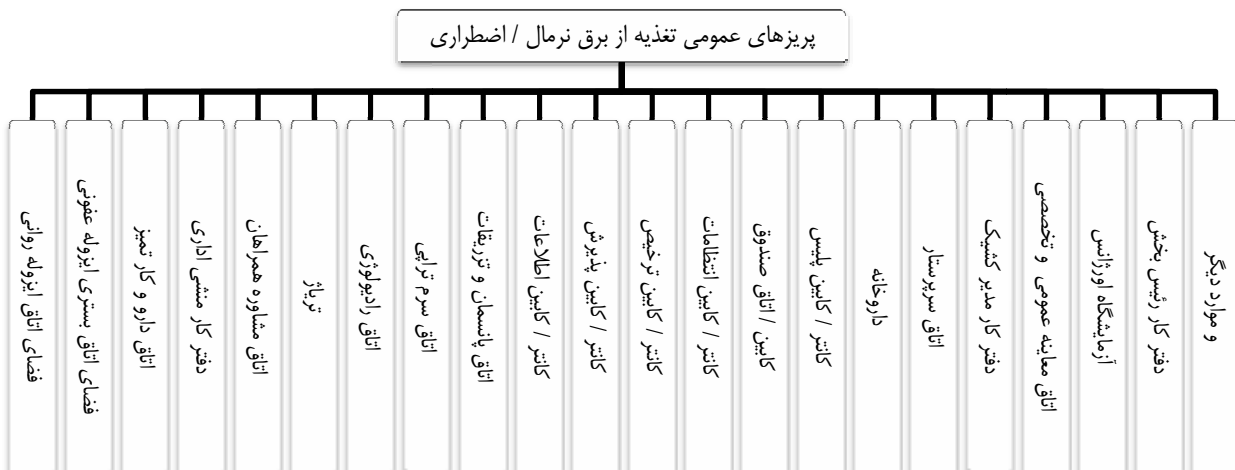 پریزهای عمومی تغذیه از برق نرمال / اضطراری
و موارد دیگر
دفتر کار رئیس بخش
آزمایشگاه اورژانس
اتاق معاینه عمومی و تخصصی
دفتر کار مدیر کشیک
اتاق سرپرستار
داروخانه
کانتر / کابین پلیس
کابین / اتاق صندوق
کانتر / کابین انتظامات
کانتر / کابین ترخیص
کانتر / کابین پذیرش
کانتر / کابین اطلاعات
اتاق پانسمان و تزریقات
اتاق سرم تراپی
اتاق رادیولوژی
تریاژ
اتاق مشاوره همراهان
دفتر کار منشی اداری
اتاق دارو و کار تمیز
فضای اتاق بستری ایزوله عفونی
فضای اتاق ایزوله روانی